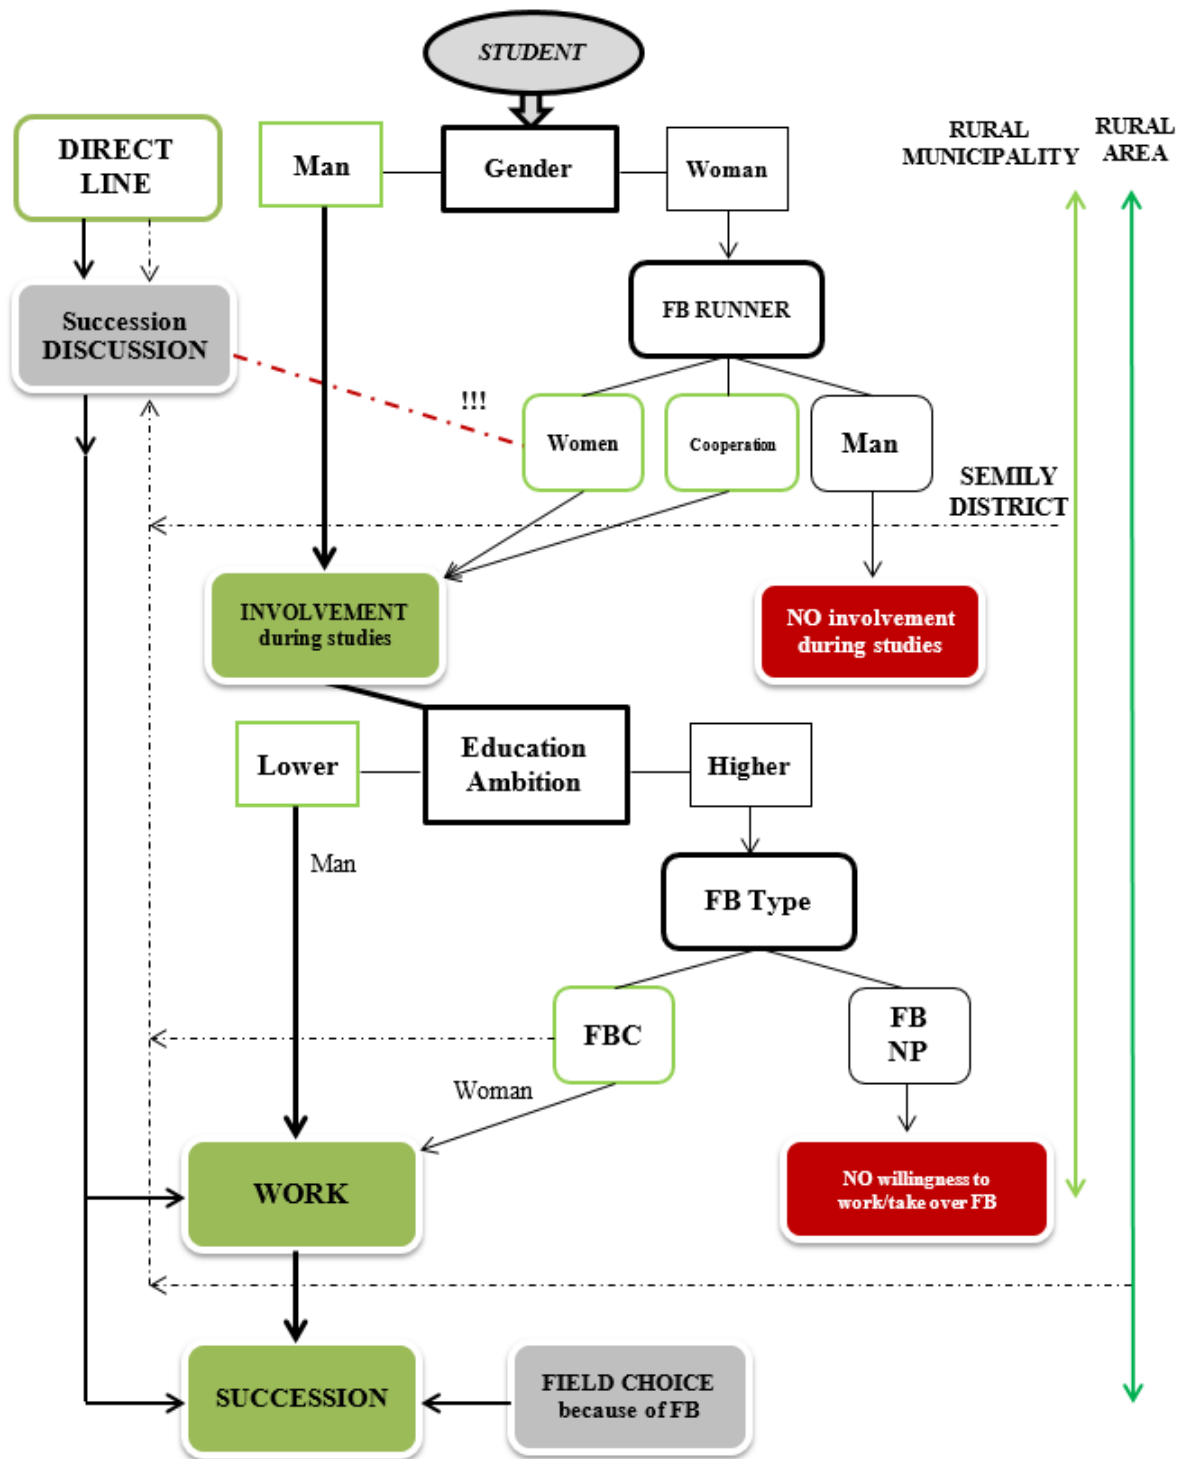 STUDENT
DIRECT
LINE
Man
Gender
Woman
RURAL
MUNICIPALITY
RURAL
AREA
FB RUNNER
Succession
DISCUSSION
!!!
Women
Cooperation
Man
SEMILY
DISTRICT
INVOLVEMENT
during studies
NO involvement
during studies
Lower
Education
Ambition
Higher
Man
FB Type
FBC
FB
NP
Woman
WORK
NO willingness to
work/take over FB
SUCCESSION
FIELD CHOICE
because of FB